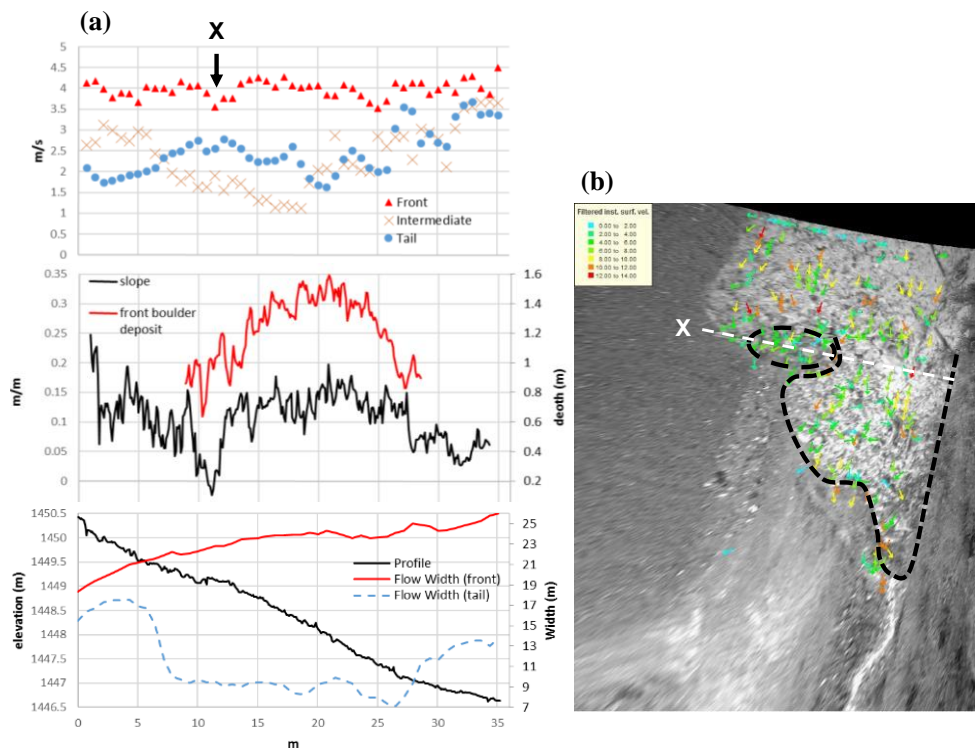 (a)
X
5
4.5
4
3.5
3
2.5
2
1.5
1
0.5
0
m/s
Front
Intermediate
Tail
0.35
0.3
0.25
0.2
0.15
0.1
0.05
0
m/m
slope
front boulder
deposit
1.6
1.4
1.2
1
0.8
0.6
0.4
0.2
deoth (m)
1450.5
1450
1449.5
1449
1448.5
1448
1447.5
1447
1446.5
elevation (m)
Profile
Flow Width (front)
Flow Width (tail)
25
23
21
19
17
15
13
11
9
7
Width (m)
0 5 10 15 20 25 30 35
m
(b)
Filtered inst. surf. vel.
0.00 to 2.00
2.00 to 4.00
4.00 to 6.00
6.00 to 8.00
8.00 to 10.00
10.00 to 12.00
12.00 to 14.00
X